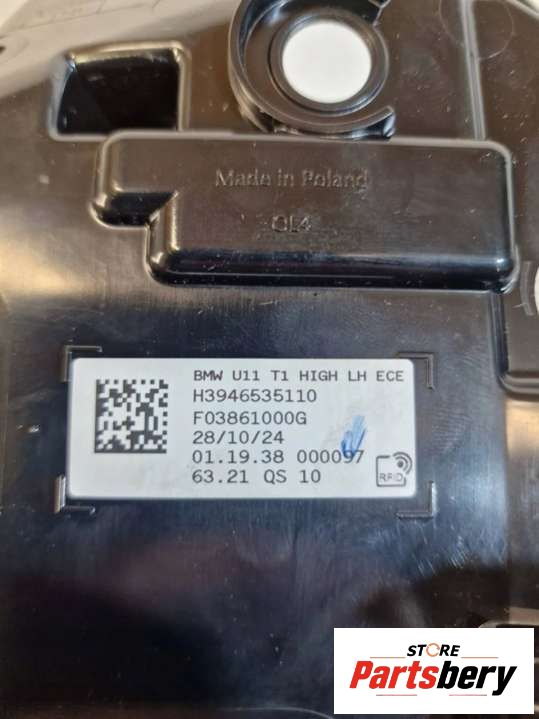 Made in Poland
BMW U11 T1 HIGH LH ECE
H3946535110
F03861000G
28/10/24
01.19.38 000097
63.21 QS 10
RFID
STORE
Partsbery